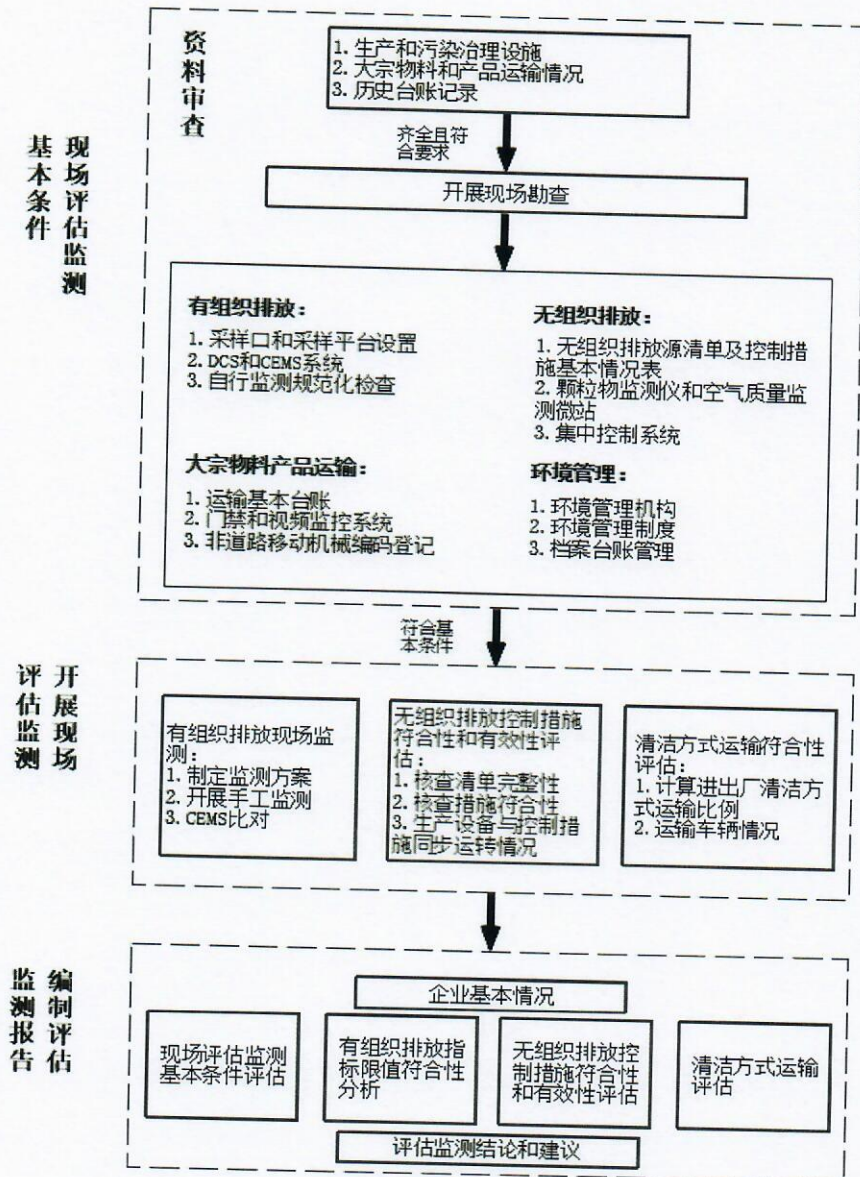 资料审查
1. 生产和污染治理设施
2. 大宗物料和产品运输情况
3. 历史台账记录
齐全且符
合要求
开展现场勘查
现场评估监测
基本条件
有组织排放：
1. 采样口和采样平台设置
2. DCS和CEMS系统
3. 自行监测规范化检查
无组织排放：
1. 无组织排放源清单及控制措
施基本情况表
2. 颗粒物监测仪和空气质量监
测微站
3. 集中控制系统
大宗物料产品运输：
1. 运输基本台账
2. 门禁和视频监控系统
3. 非道路移动机械编码登记
环境管理：
1. 环境管理机构
2. 环境管理制度
3. 档案台账管理
符合基
本条件
开展现场
评估监测
有组织排放现场监
测：
1. 制定监测方案
2. 开展手工监测
3. CEMS比对
无组织排放控制措施
符合性和有效性评
估：
1. 核查清单完整性
2. 核查措施符合性
3. 生产设备与控制措
施同步运转情况
清洁方式运输符合性
评估：
1. 计算进出厂清洁方
式运输比例
2. 运输车辆情况
编制评估
监测报告
企业基本情况
现场评估监测
基本条件评估
有组织排放指
标限值符合性
分析
无组织排放控
制措施符合性
和有效性评估
清洁方式运输
评估
评估监测结论和建议